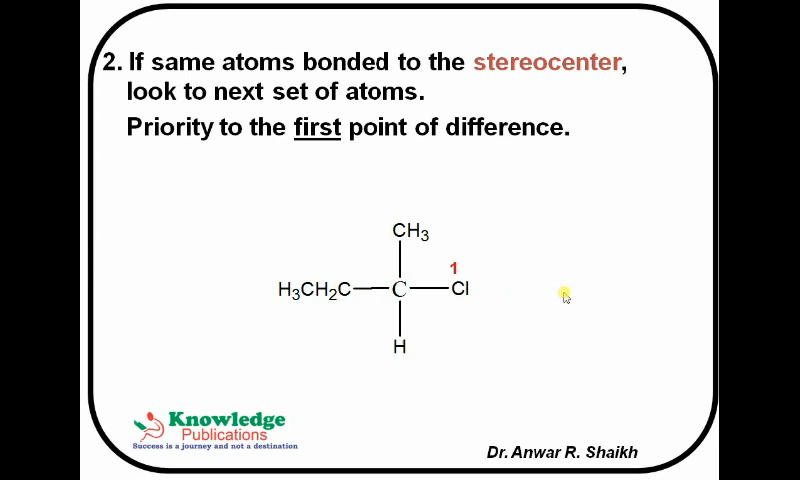 2. If same atoms bonded to the stereocenter,
look to next set of atoms.
Priority to the first point of difference.
CH₃
1
H₃CH₂C C Cl
H
Knowledge
Publications
Success is a journey and not a destination
Dr. Anwar R. Shaikh